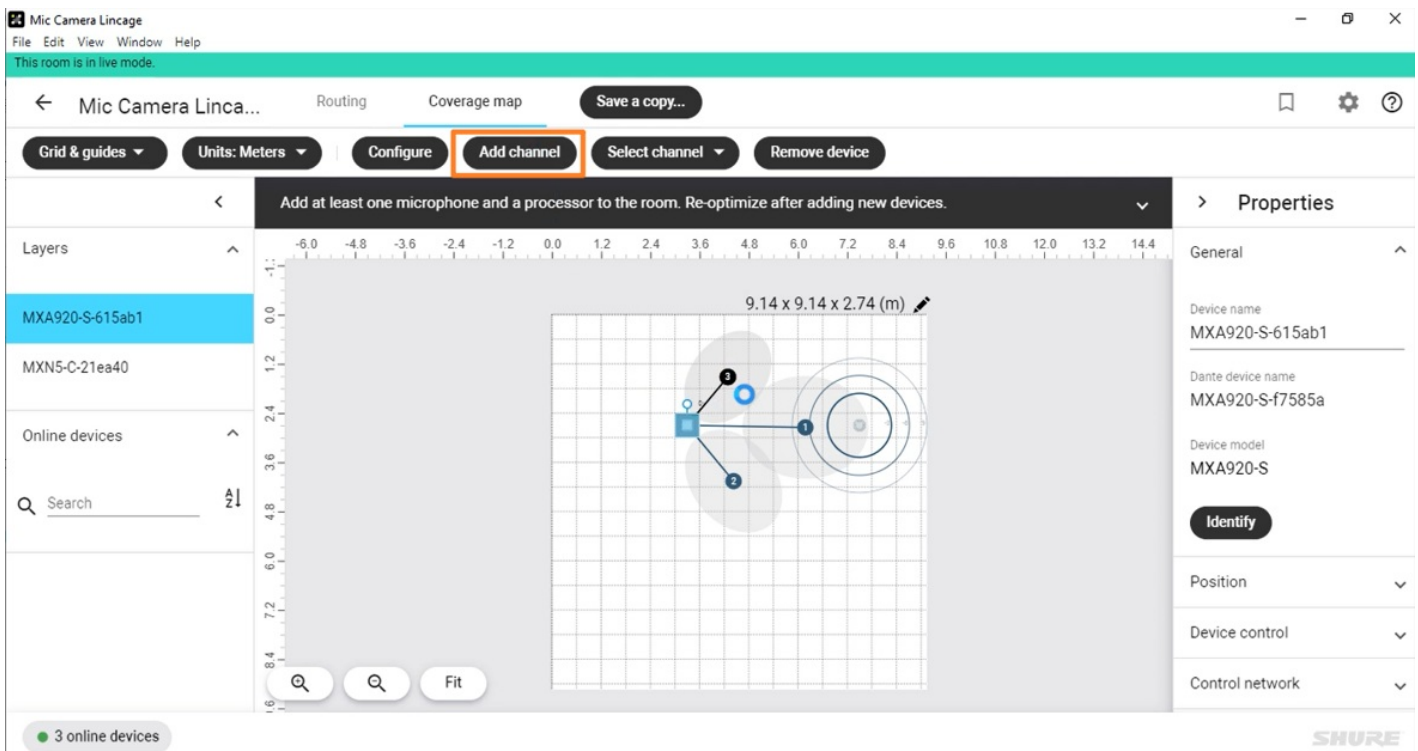 Mic Camera Lincage
File Edit View Window Help
This room is in live mode.
Mic Camera Linca... Routing Coverage map Save a copy...
Grid & guides Units: Meters Configure Add channel Select channel Remove device
Add at least one microphone and a processor to the room. Re-optimize after adding new devices.
Properties
Layers
-6.0 -4.8 -3.6 -2.4 -1.2 0.0 1.2 2.4 3.6 4.8 6.0 7.2 8.4 9.6 10.8 12.0 13.2 14.4
General
9.14 x 9.14 x 2.74 (m)
MXA920-S-615ab1
0.0
Device name
MXA920-S-615ab1
MXN5-C-21ea40
1.2
3
Dante device name
MXA920-S-f7585a
2.4
1
Online devices
Device model
MXA920-S
3.6
2
Search
AZ
4.8
Identify
6.0
Position
7.2
Device control
8.4
Fit
Control network
3 online devices
SHURE